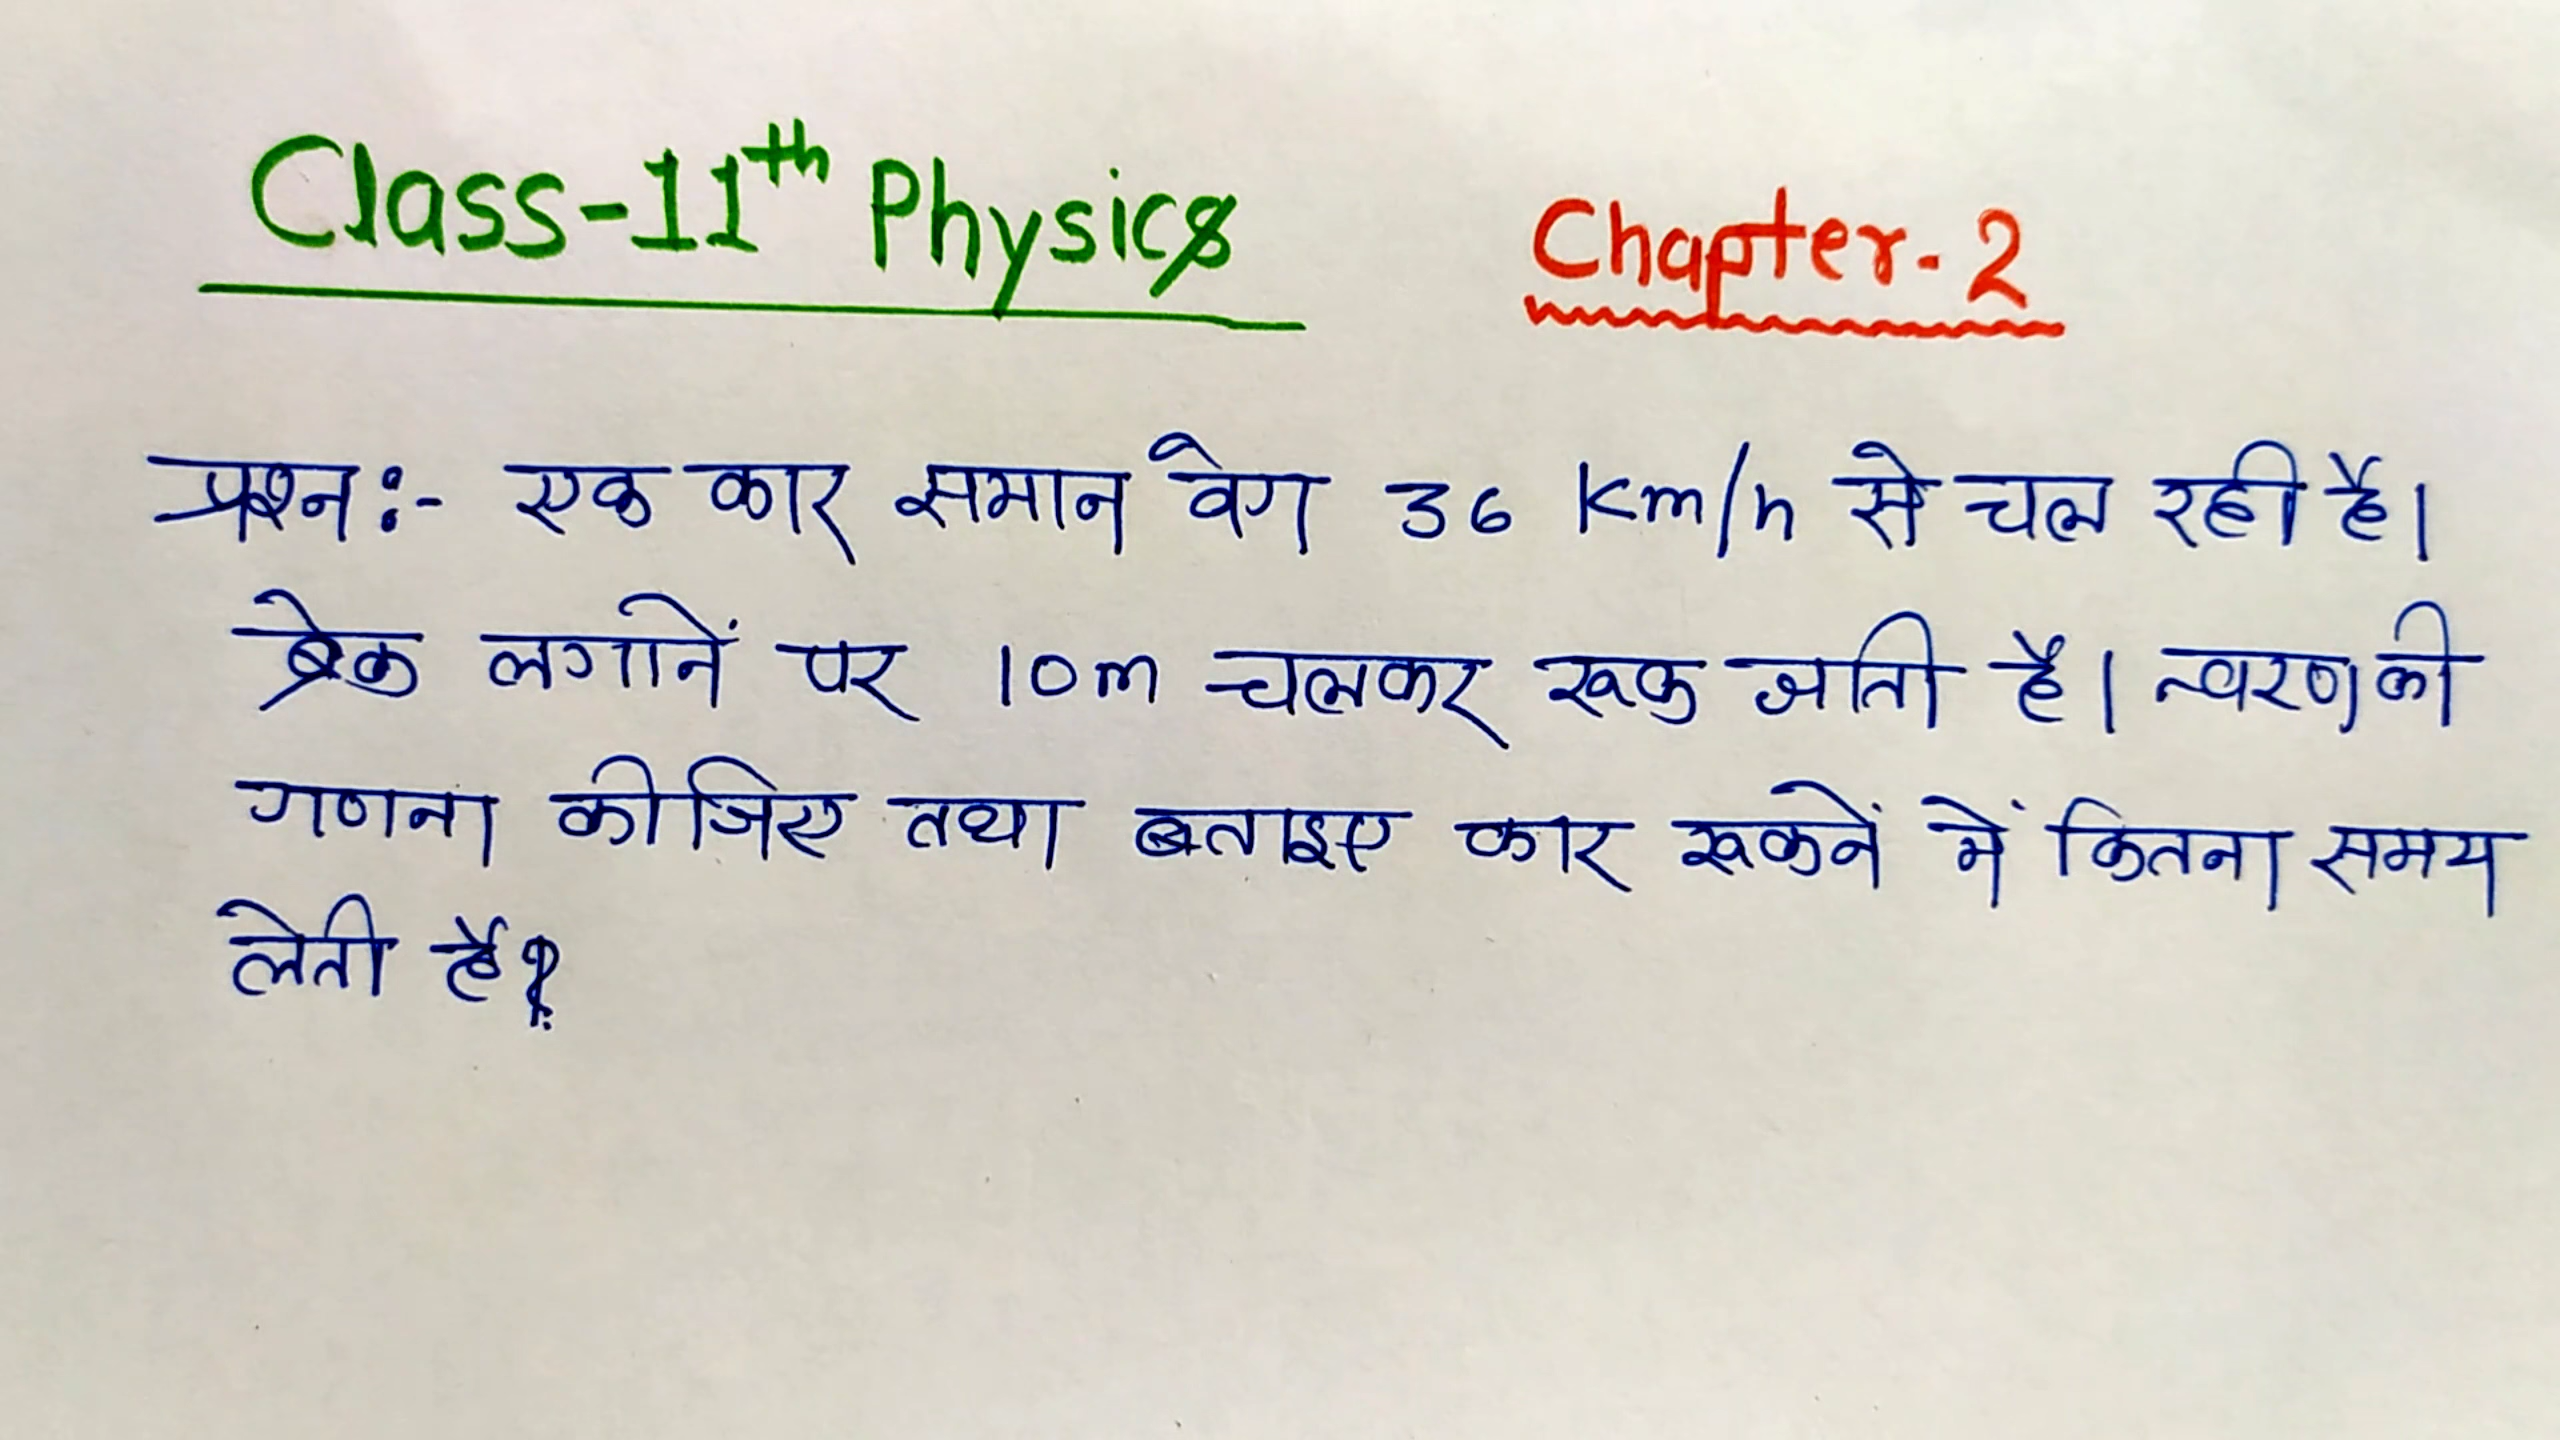 Class-11th Physics Chapter-2
प्रश्न:- एक कार समान वेग 36 Km/h से चल रही है।
ब्रेक लगानें पर 10m चलकर रूक जाती है। त्वरण की
गणना कीजिए तथा बताइए कार रूकनें में कितना समय
लेती है?